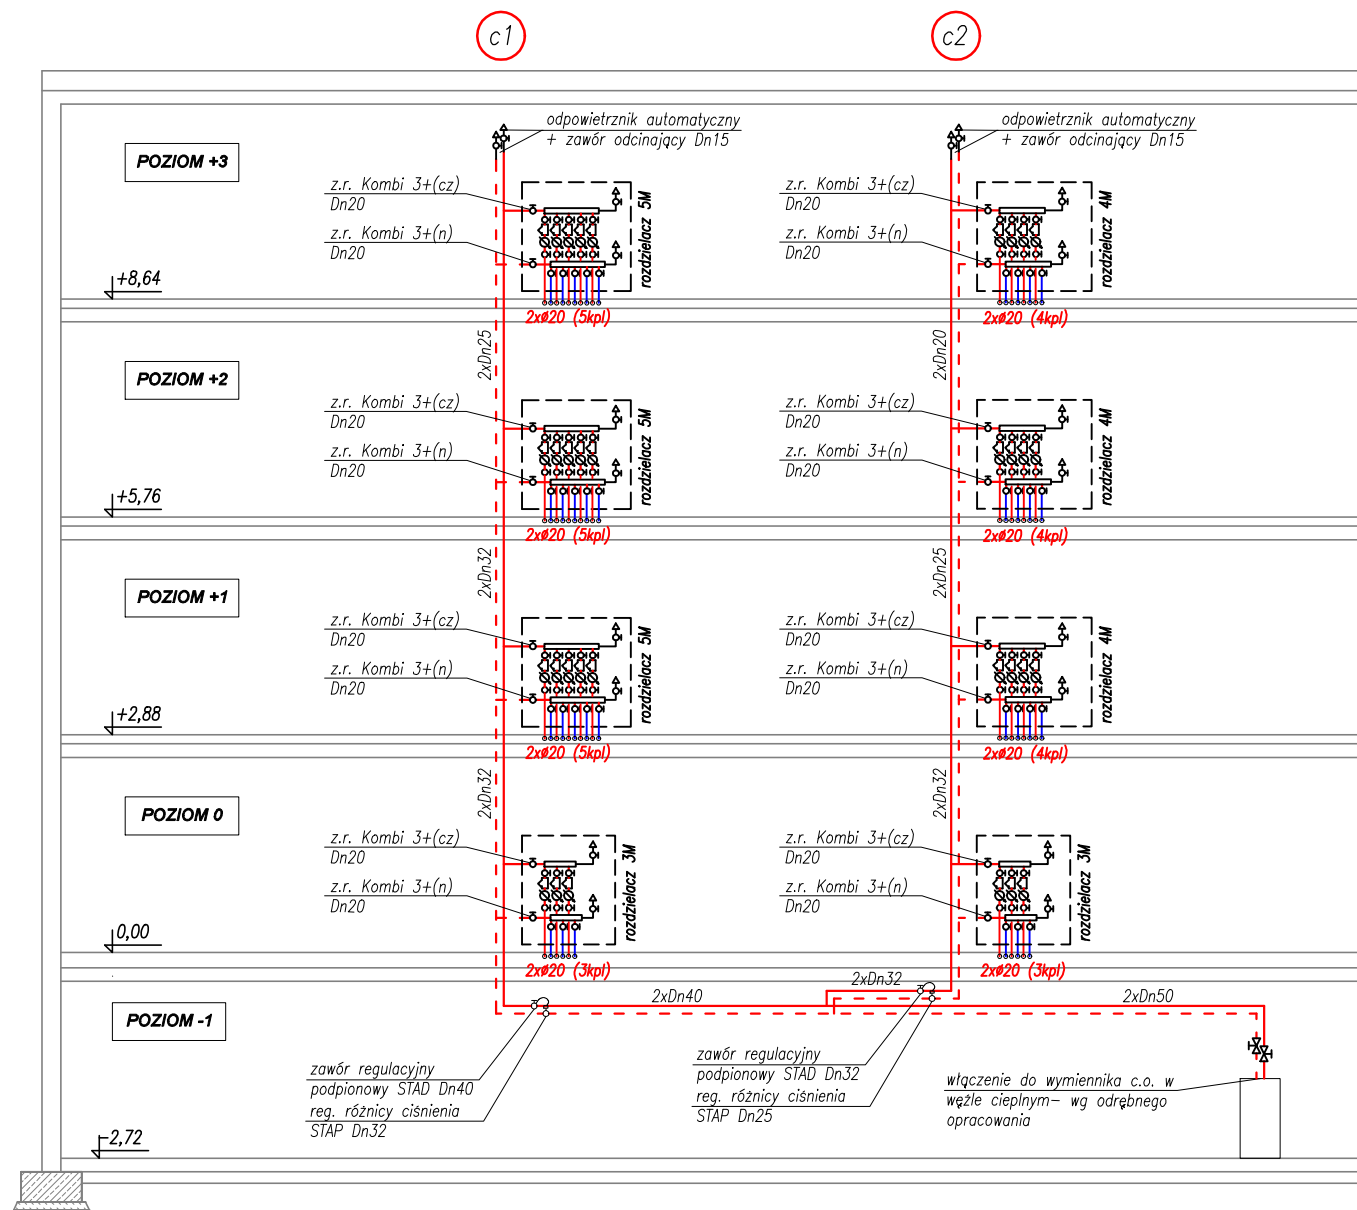 c1
c2
odpowietrznik automatyczny
+ zawór odcinający Dn15
odpowietrznik automatyczny
+ zawór odcinający Dn15
POZIOM +3
z.r. Kombi 3+(cz)
Dn20
z.r. Kombi 3+(n)
Dn20
rozdzielacz 5M
z.r. Kombi 3+(cz)
Dn20
z.r. Kombi 3+(n)
Dn20
rozdzielacz 4M
+8,64
2xø20 (5kpl)
2xø20 (4kpl)
2xDn25
2xDn20
POZIOM +2
z.r. Kombi 3+(cz)
Dn20
z.r. Kombi 3+(n)
Dn20
rozdzielacz 5M
z.r. Kombi 3+(cz)
Dn20
z.r. Kombi 3+(n)
Dn20
rozdzielacz 4M
+5,76
2xø20 (5kpl)
2xø20 (4kpl)
2xDn32
2xDn25
POZIOM +1
z.r. Kombi 3+(cz)
Dn20
z.r. Kombi 3+(n)
Dn20
rozdzielacz 5M
z.r. Kombi 3+(cz)
Dn20
z.r. Kombi 3+(n)
Dn20
rozdzielacz 4M
+2,88
2xø20 (5kpl)
2xø20 (4kpl)
2xDn32
2xDn32
POZIOM 0
z.r. Kombi 3+(cz)
Dn20
z.r. Kombi 3+(n)
Dn20
rozdzielacz 3M
z.r. Kombi 3+(cz)
Dn20
z.r. Kombi 3+(n)
Dn20
rozdzielacz 3M
0,00
2xø20 (3kpl)
2xø20 (3kpl)
2xDn40
2xDn32
2xDn50
POZIOM -1
zawór regulacyjny
podpionowy STAD Dn40
reg. różnicy ciśnienia
STAP Dn32
zawór regulacyjny
podpionowy STAD Dn32
reg. różnicy ciśnienia
STAP Dn25
włączenie do wymiennika c.o. w
węźle cieplnym- wg odrębnego
opracowania
-2,72